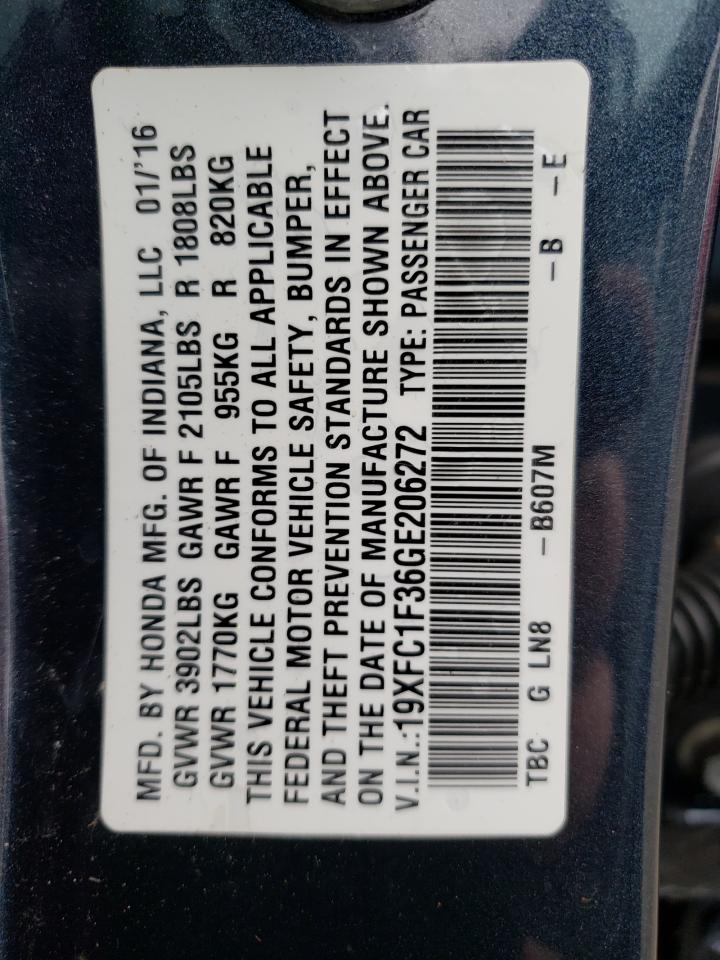 MFD. BY HONDA MFG. OF INDIANA, LLC 01/'16
GVWR 3902LBS GAWR F 2105LBS R 1808LBS
GVWR 1770KG GAWR F 955KG R 820KG
THIS VEHICLE CONFORMS TO ALL APPLICABLE
FEDERAL MOTOR VEHICLE SAFETY, BUMPER,
AND THEFT PREVENTION STANDARDS IN EFFECT
ON THE DATE OF MANUFACTURE SHOWN ABOVE.
V.I.N.:19XFC1F36GE206272 TYPE: PASSENGER CAR
TBC G LN8 –B607M –B –E